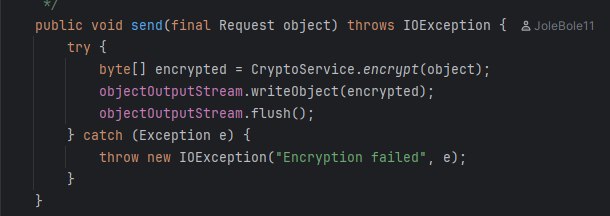 */
public void send(final Request object) throws IOException { JoleBole11
try {
byte[] encrypted = CryptoService.encrypt(object);
objectOutputStream.writeObject(encrypted);
objectOutputStream.flush();
} catch (Exception e) {
throw new IOException("Encryption failed", e);
}
}